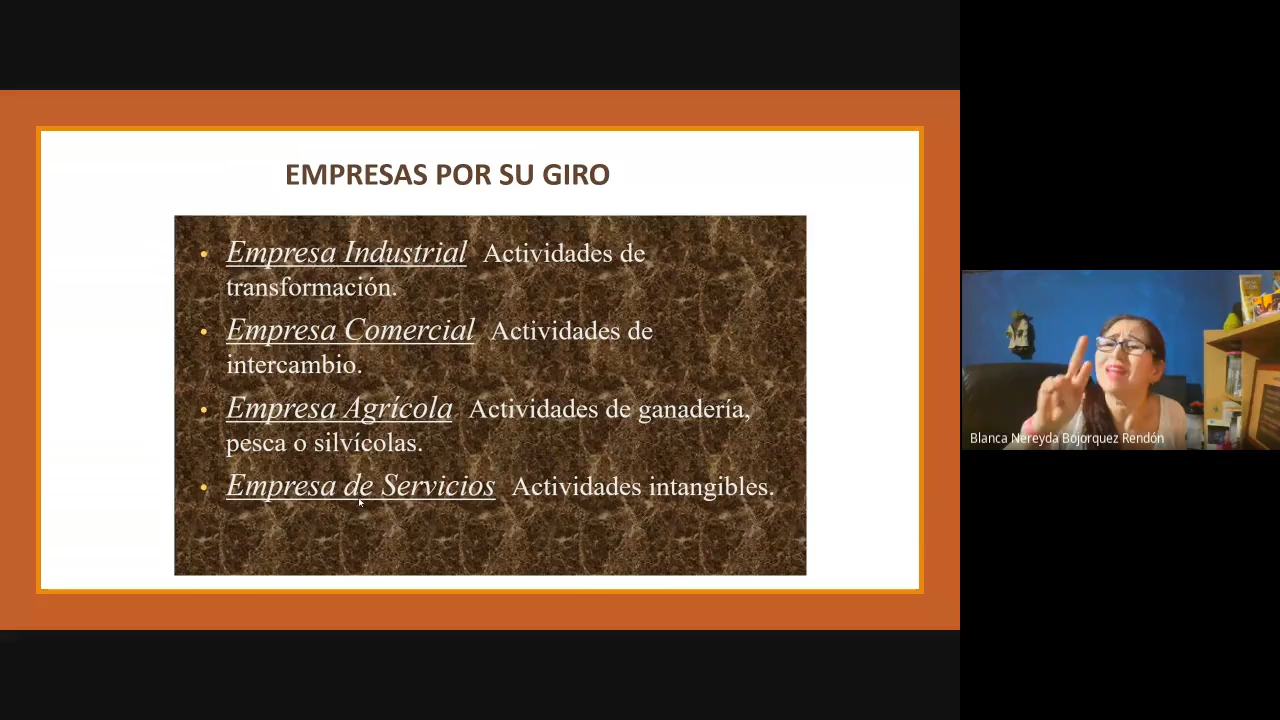 EMPRESAS POR SU GIRO
• Empresa Industrial Actividades de
transformación.
• Empresa Comercial Actividades de
intercambio.
• Empresa Agrícola Actividades de ganadería,
pesca o silvícolas.
• Empresa de Servicios Actividades intangibles.
Blanca Nereyda Bojorquez Rendón